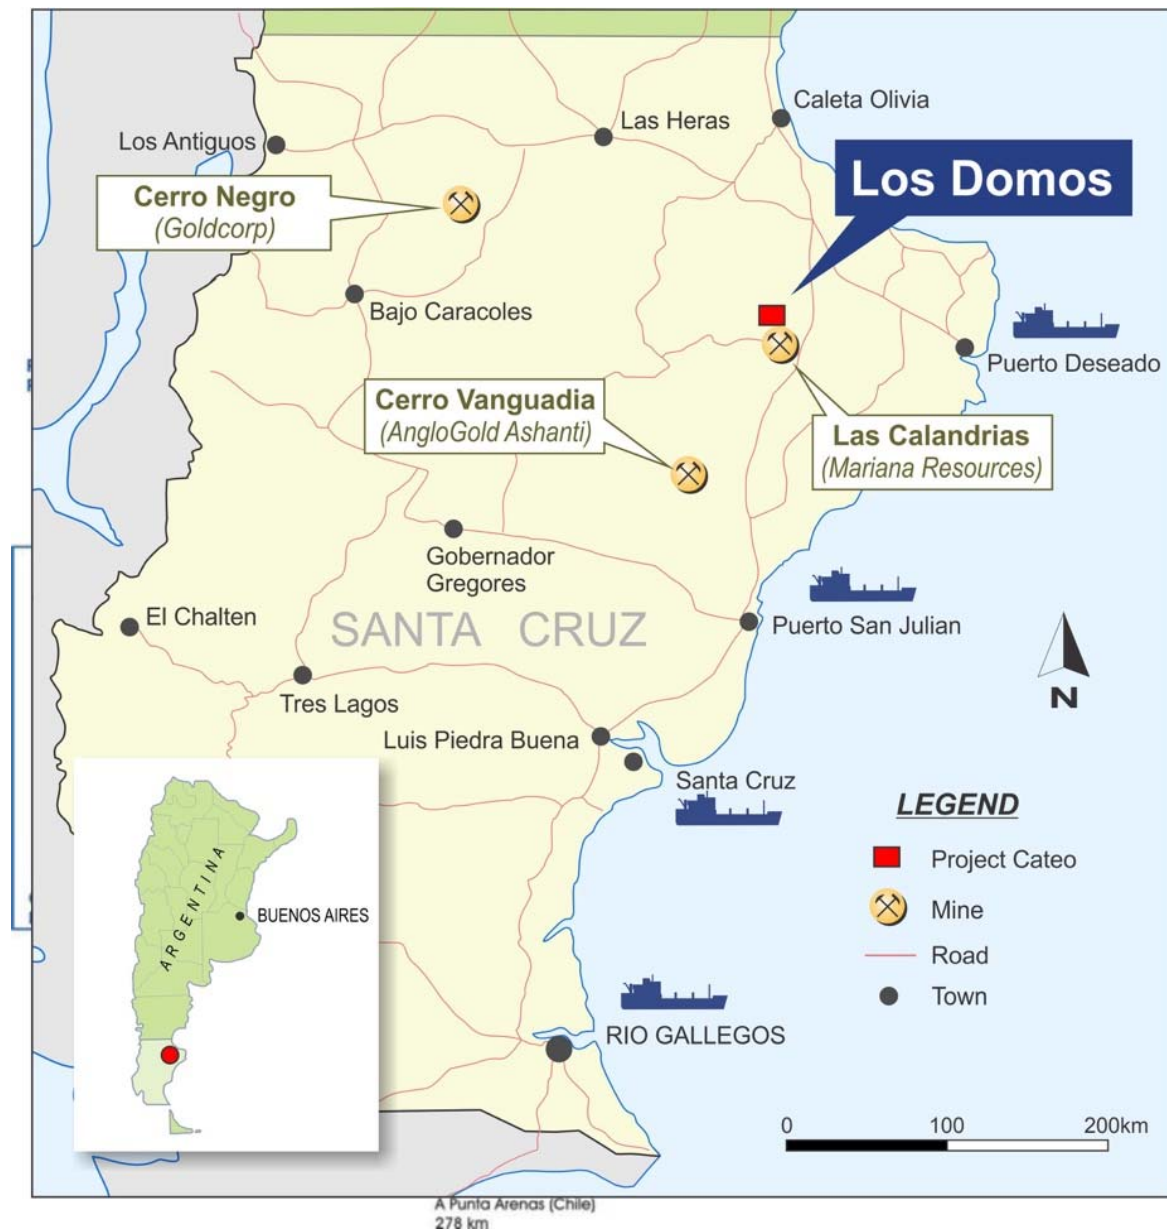 Caleta Olivia
Las Heras
Los Antiguos
Los Domos
Cerro Negro
(Goldcorp)
Bajo Caracoles
Puerto Deseado
Cerro Vanguadia
(AngloGold Ashanti)
Las Calandrias
(Mariana Resources)
Gobernador
Gregores
El Chalten
SANTA CRUZ
Puerto San Julian
Tres Lagos
N
Luis Piedra Buena
Santa Cruz
LEGEND
Project Cateo
Mine
Road
Town
ARGENTINA
BUENOS AIRES
RIO GALLEGOS
0 100 200km
A Punta Arenas (Chile)
278 km